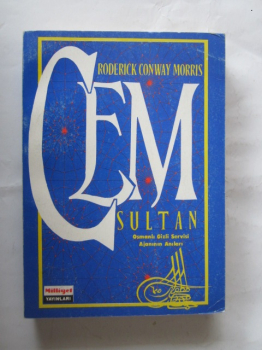 RODERICK CONWAY MORRIS
CEM
SULTAN
Osmanlı Gizli Servisi
Ajanının Anıları
Milliyet
YAYINLARI